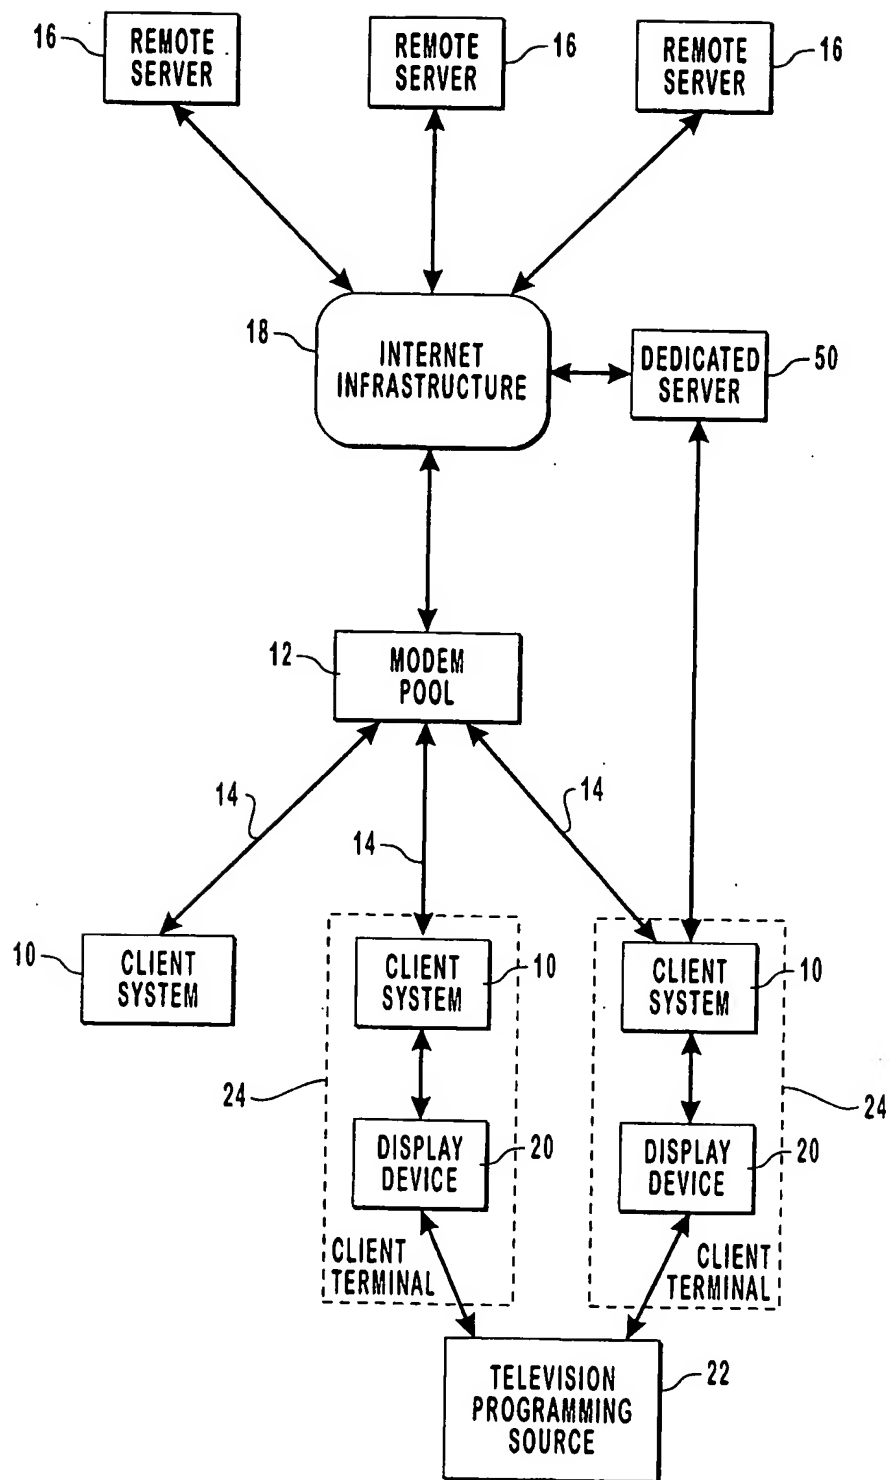 16
REMOTE
SERVER
REMOTE
SERVER
16
REMOTE
SERVER
16
18
INTERNET
INFRASTRUCTURE
DEDICATED
SERVER
50
12
MODEM
POOL
14
14
14
10
CLIENT
SYSTEM
CLIENT
SYSTEM
10
CLIENT
SYSTEM
10
24
24
DISPLAY
DEVICE
20
DISPLAY
DEVICE
20
CLIENT
TERMINAL
CLIENT
TERMINAL
TELEVISION
PROGRAMMING
SOURCE
22